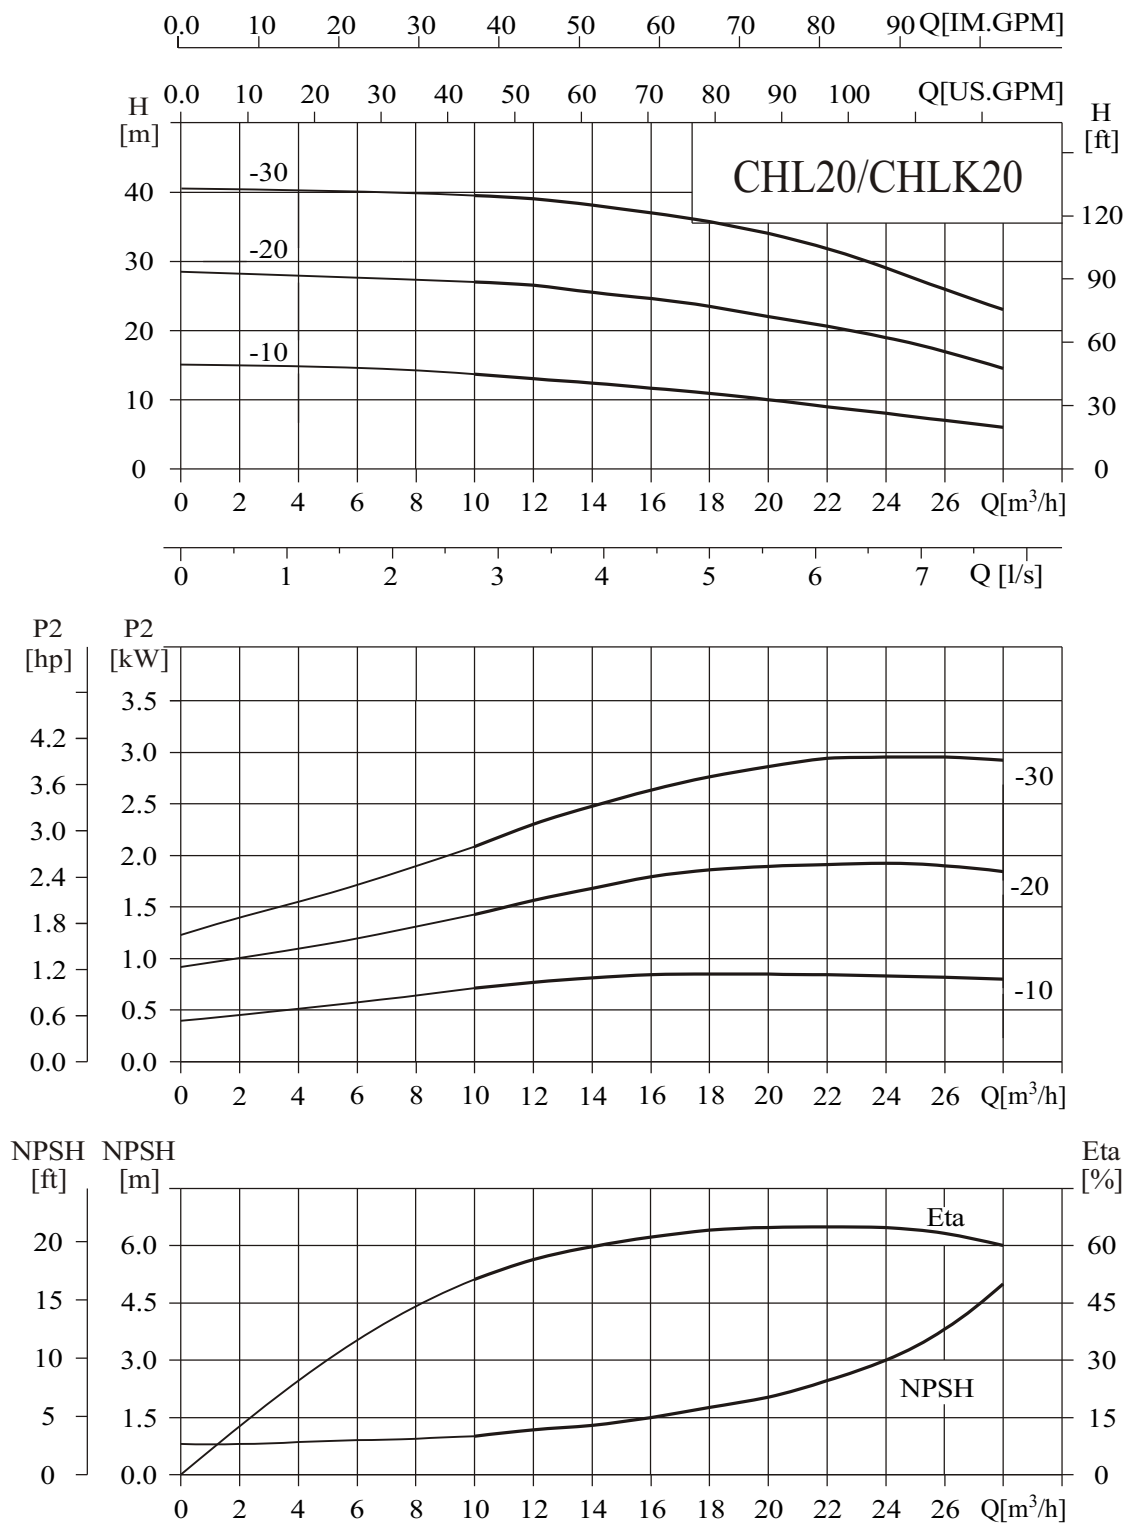 0.0 10 20 30 40 50 60 70 80 90 Q[IM.GPM]
0.0 10 20 30 40 50 60 70 80 90 100 Q[US.GPM]
H
[m]
H
[ft]
CHL20/CHLK20
-30
-20
-10
40
30
20
10
0
120
90
60
30
0
0 2 4 6 8 10 12 14 16 18 20 22 24 26 Q[m³/h]
0 1 2 3 4 5 6 7 Q [l/s]
P2
[hp]
P2
[kW]
4.2
3.6
3.0
2.4
1.8
1.2
0.6
0.0
3.5
3.0
2.5
2.0
1.5
1.0
0.5
0.0
-30
-20
-10
0 2 4 6 8 10 12 14 16 18 20 22 24 26 Q[m³/h]
NPSH
[ft]
NPSH
[m]
Eta
[%]
20
15
10
5
0
6.0
4.5
3.0
1.5
0.0
Eta
NPSH
60
45
30
15
0
0 2 4 6 8 10 12 14 16 18 20 22 24 26 Q[m³/h]